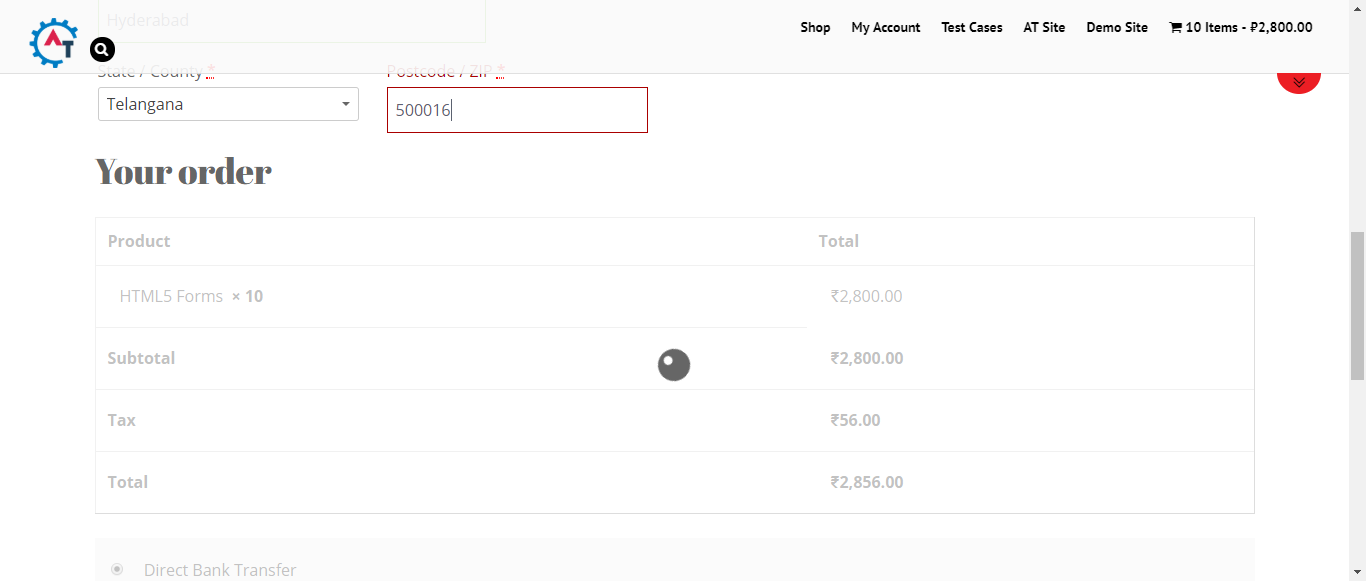 Hyderabad
AT
Shop My Account Test Cases AT Site Demo Site 10 Items - ₽2,800.00
State / County * Postcode / ZIP *
Telangana 500016
Your order
Product Total
HTML5 Forms × 10 ₹2,800.00
Subtotal ₹2,800.00
Tax ₹56.00
Total ₹2,856.00
Direct Bank Transfer